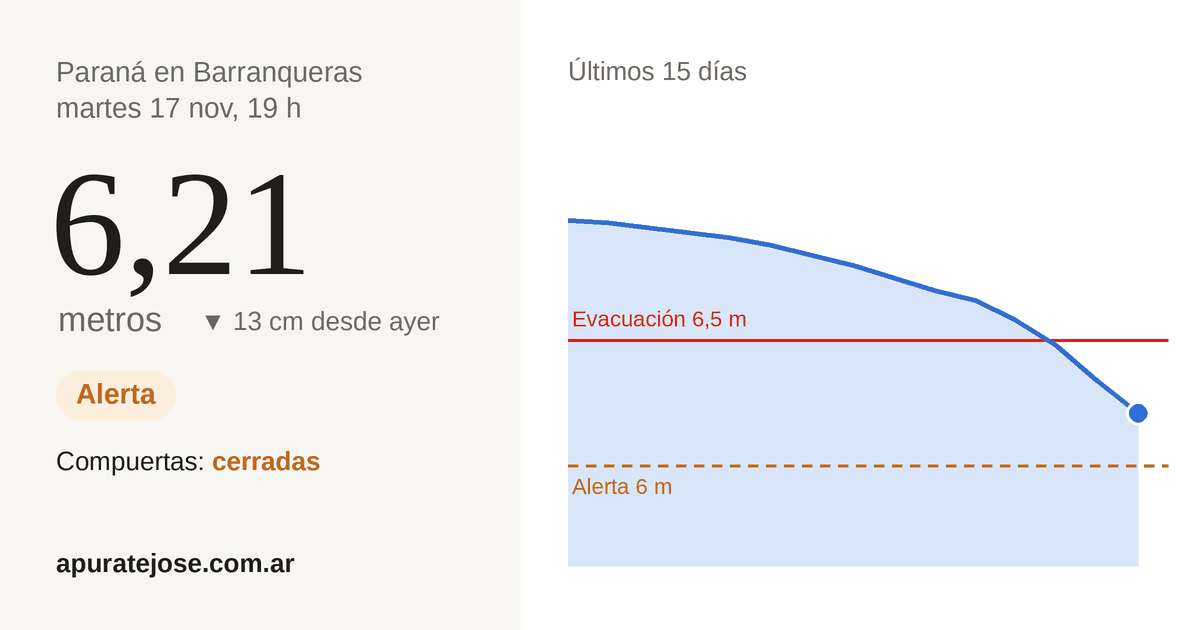 Paraná en Barranqueras
martes 17 nov, 19 h
6,21
metros ▼ 13 cm desde ayer
Alerta
Compuertas: cerradas
apuratejose.com.ar
Últimos 15 días
Evacuación 6,5 m
Alerta 6 m